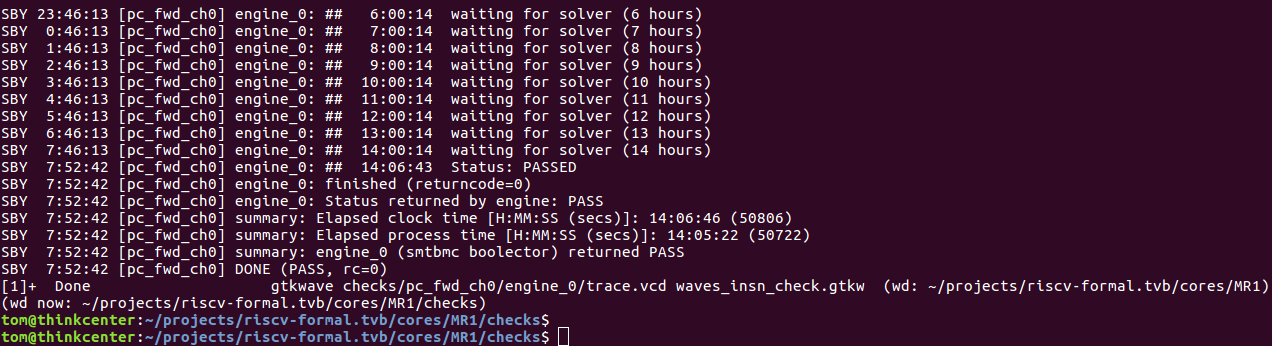 SBY 23:46:13 [pc_fwd_ch0] engine_0: ##   6:00:14  waiting for solver (6 hours)
SBY  0:46:13 [pc_fwd_ch0] engine_0: ##   7:00:14  waiting for solver (7 hours)
SBY  1:46:13 [pc_fwd_ch0] engine_0: ##   8:00:14  waiting for solver (8 hours)
SBY  2:46:13 [pc_fwd_ch0] engine_0: ##   9:00:14  waiting for solver (9 hours)
SBY  3:46:13 [pc_fwd_ch0] engine_0: ##  10:00:14  waiting for solver (10 hours)
SBY  4:46:13 [pc_fwd_ch0] engine_0: ##  11:00:14  waiting for solver (11 hours)
SBY  5:46:13 [pc_fwd_ch0] engine_0: ##  12:00:14  waiting for solver (12 hours)
SBY  6:46:13 [pc_fwd_ch0] engine_0: ##  13:00:14  waiting for solver (13 hours)
SBY  7:46:13 [pc_fwd_ch0] engine_0: ##  14:00:14  waiting for solver (14 hours)
SBY  7:52:42 [pc_fwd_ch0] engine_0: ##  14:06:43  Status: PASSED
SBY  7:52:42 [pc_fwd_ch0] engine_0: finished (returncode=0)
SBY  7:52:42 [pc_fwd_ch0] engine_0: Status returned by engine: PASS
SBY  7:52:42 [pc_fwd_ch0] summary: Elapsed clock time [H:MM:SS (secs)]: 14:06:46 (50806)
SBY  7:52:42 [pc_fwd_ch0] summary: Elapsed process time [H:MM:SS (secs)]: 14:05:22 (50722)
SBY  7:52:42 [pc_fwd_ch0] summary: engine_0 (smtbmc boolector) returned PASS
SBY  7:52:42 [pc_fwd_ch0] DONE (PASS, rc=0)
[1]+  Done                    gtkwave checks/pc_fwd_ch0/engine_0/trace.vcd waves_insn_check.gtkw  (wd: ~/projects/riscv-formal.tvb/cores/MR1)
(wd now: ~/projects/riscv-formal.tvb/cores/MR1/checks)
tom@thinkcenter:~/projects/riscv-formal.tvb/cores/MR1/checks$
tom@thinkcenter:~/projects/riscv-formal.tvb/cores/MR1/checks$